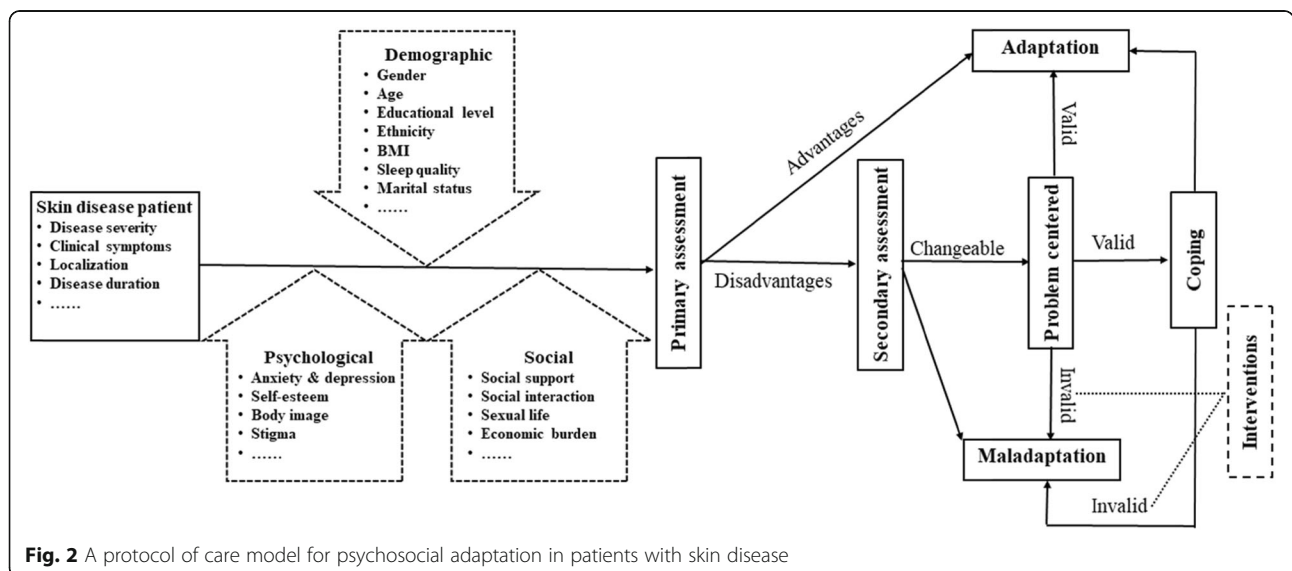 Demographic
• Gender
• Age
• Educational level
• Ethnicity
• BMI
• Sleep quality
• Marital status
• ......
Skin disease patient
• Disease severity
• Clinical symptoms
• Localization
• Disease duration
• ......
Psychological
• Anxiety & depression
• Self-esteem
• Body image
• Stigma
• ......
Social
• Social support
• Social interaction
• Sexual life
• Economic burden
• ......
Primary assessment
Advantages
Disadvantages
Secondary assessment
Changeable
Problem centered
Valid
Adaptation
Valid
Coping
Invalid
Maladaptation
Invalid
Interventions
Fig. 2 A protocol of care model for psychosocial adaptation in patients with skin disease